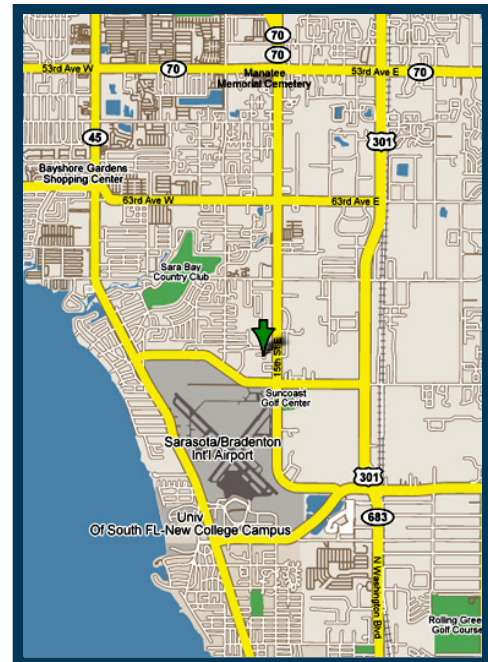 70
70
53rd Ave W
70
Manatee
Memorial Cemetery
53rd Ave E
70
45
301
Bayshore Gardens
Shopping Center
63rd Ave W
63rd Ave E
Sara Bay
Country Club
15th St E
Suncoast
Golf Center
Sarasota/Bradenton
Int'l Airport
301
Univ
Of South FL-New College Campus
683
N Washington Blvd
Rolling Gree
Golf Course